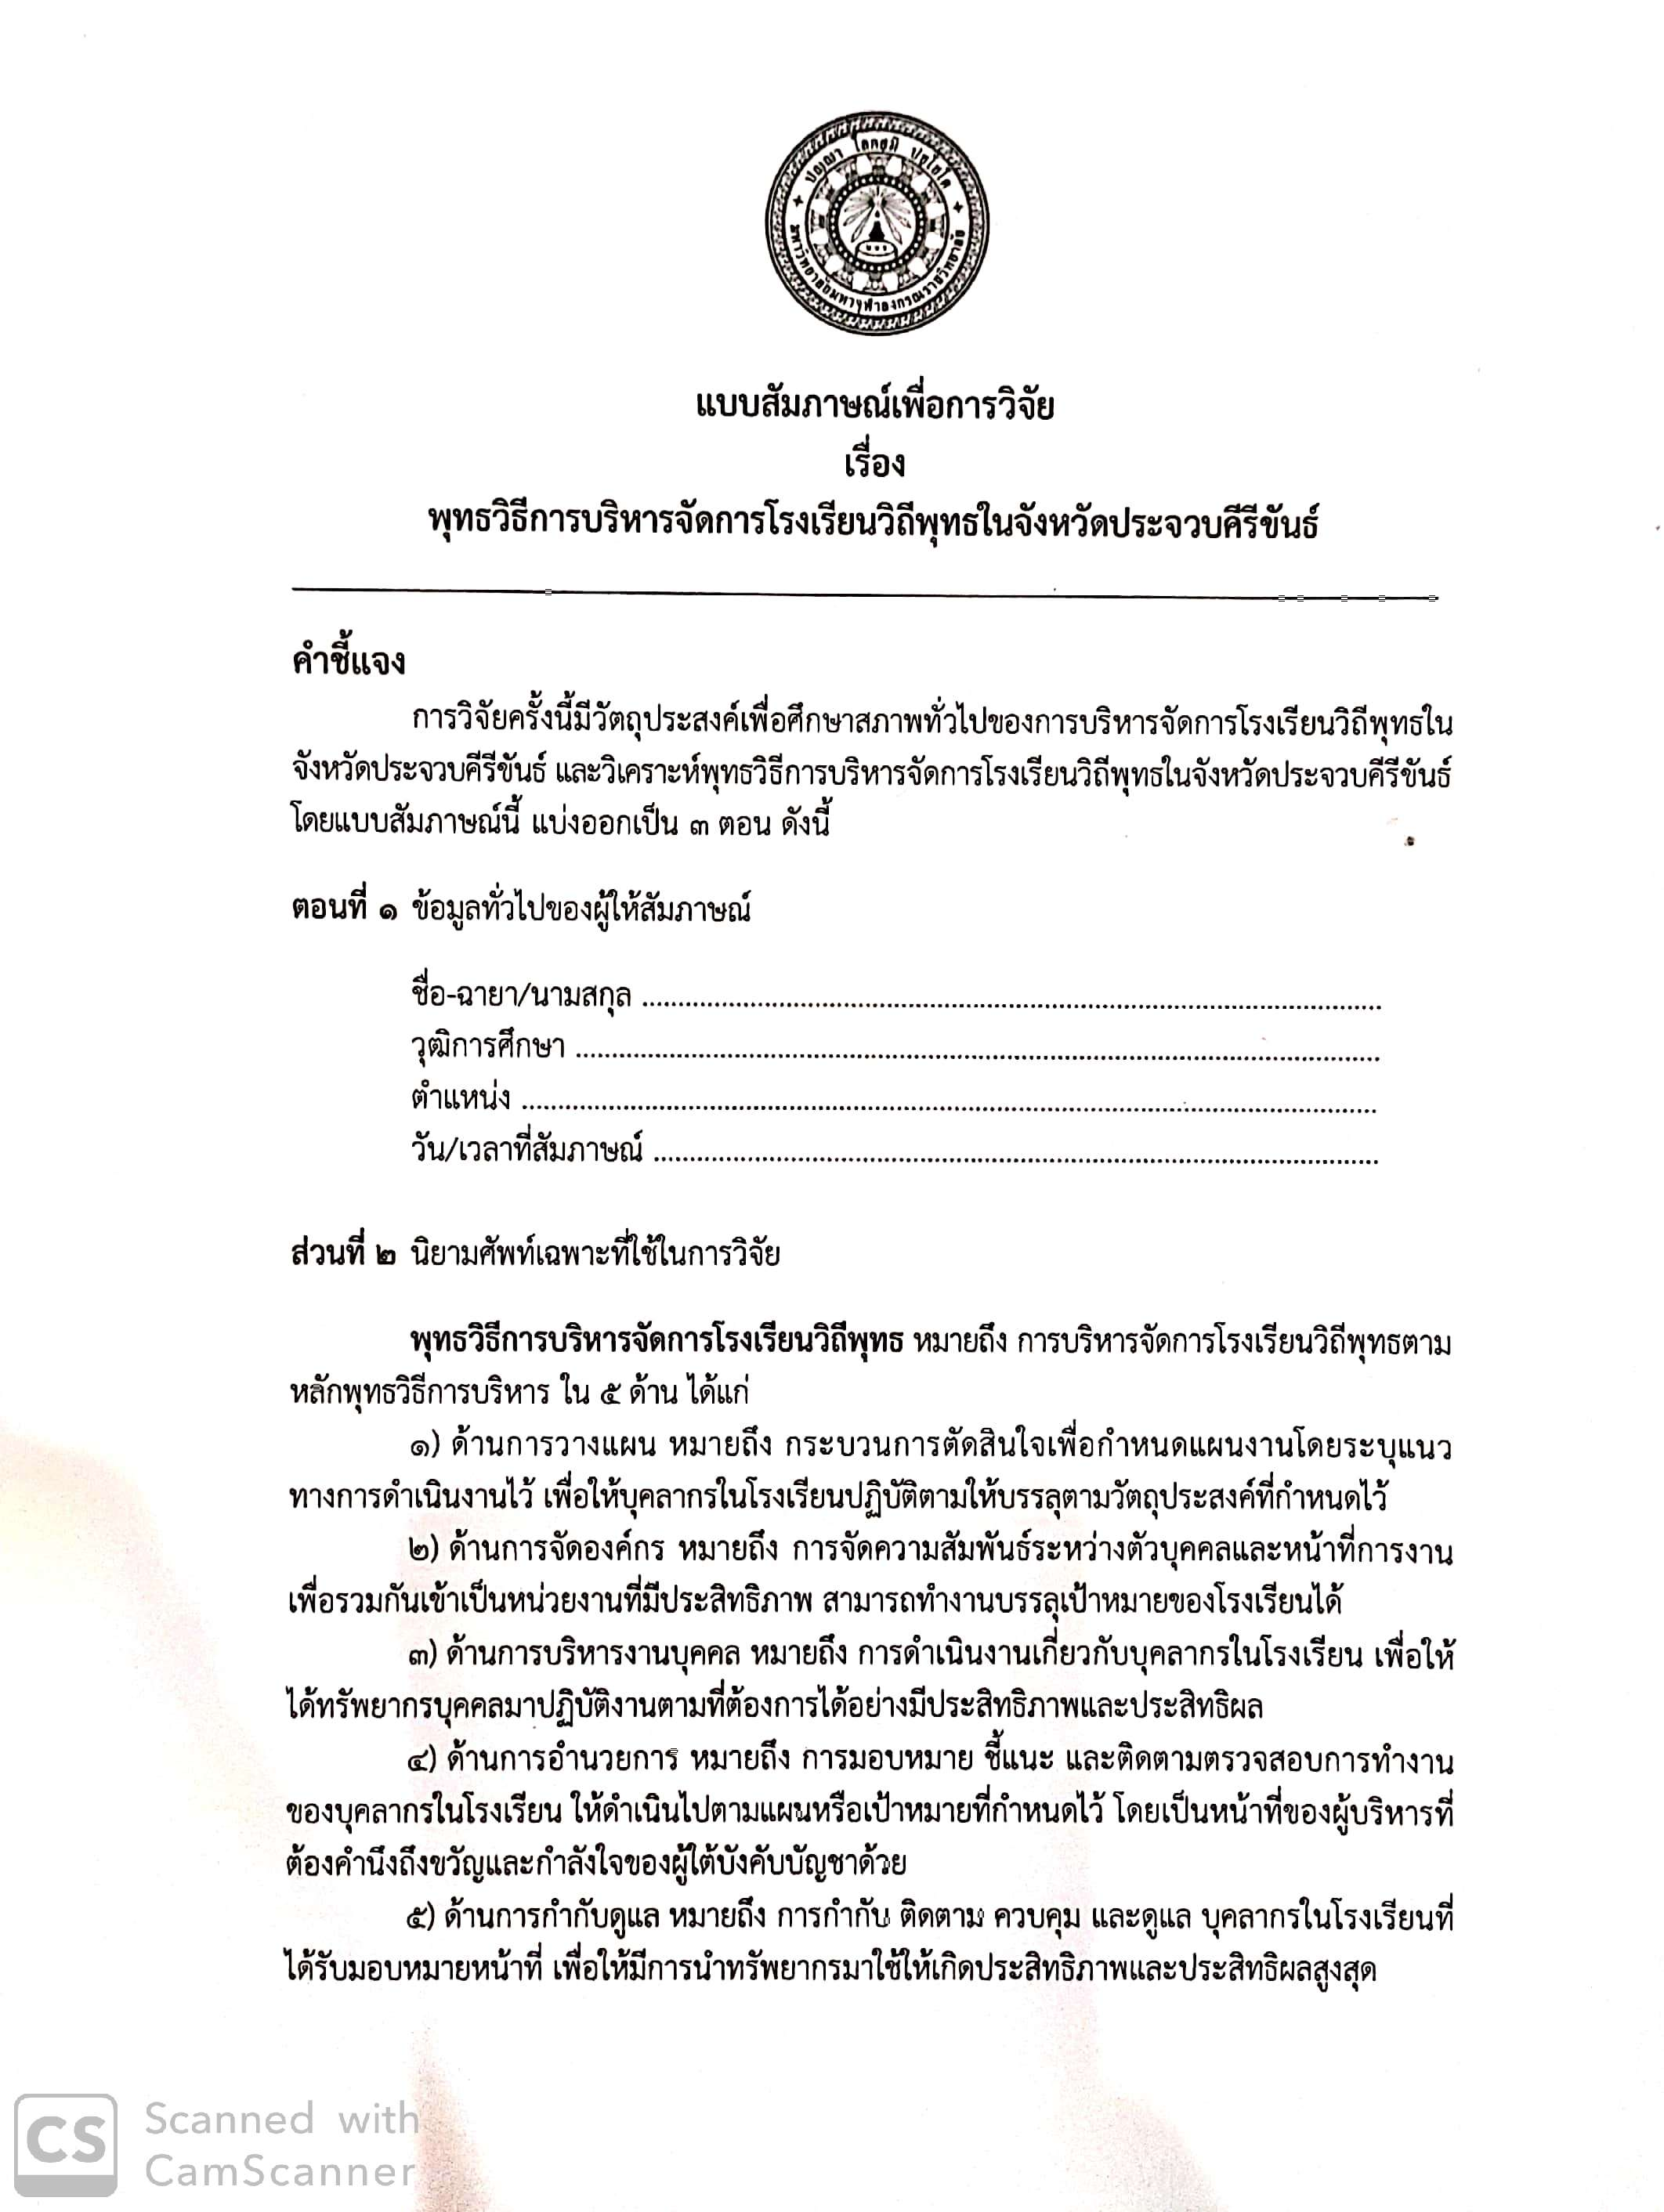 ปญฺญา โลกสฺมิ ปชฺโชโต
มหาวิทยาลัยมหาจุฬาลงกรณราชวิทยาลัย
แบบสัมภาษณ์เพื่อการวิจัย
เรื่อง
พุทธวิธีการบริหารจัดการโรงเรียนวิถีพุทธในจังหวัดประจวบคีรีขันธ์
คำชี้แจง
การวิจัยครั้งนี้มีวัตถุประสงค์เพื่อศึกษาสภาพทั่วไปของการบริหารจัดการโรงเรียนวิถีพุทธใน
จังหวัดประจวบคีรีขันธ์ และวิเคราะห์พุทธวิธีการบริหารจัดการโรงเรียนวิถีพุทธในจังหวัดประจวบคีรีขันธ์
โดยแบบสัมภาษณ์นี้ แบ่งออกเป็น ๓ ตอน ดังนี้
ตอนที่ ๑ ข้อมูลทั่วไปของผู้ให้สัมภาษณ์
ชื่อ-ฉายา/นามสกุล ........................................................................
วุฒิการศึกษา ........................................................................
ตำแหน่ง ........................................................................
วัน/เวลาที่สัมภาษณ์ ........................................................................
ส่วนที่ ๒ นิยามศัพท์เฉพาะที่ใช้ในการวิจัย
พุทธวิธีการบริหารจัดการโรงเรียนวิถีพุทธ หมายถึง การบริหารจัดการโรงเรียนวิถีพุทธตาม
หลักพุทธวิธีการบริหาร ใน ๕ ด้าน ได้แก่
๑) ด้านการวางแผน หมายถึง กระบวนการตัดสินใจเพื่อกำหนดแผนงานโดยระบุแนว
ทางการดำเนินงานไว้ เพื่อให้บุคลากรในโรงเรียนปฏิบัติตามให้บรรลุตามวัตถุประสงค์ที่กำหนดไว้
๒) ด้านการจัดองค์กร หมายถึง การจัดความสัมพันธ์ระหว่างตัวบุคคลและหน้าที่การงาน
เพื่อรวมกันเข้าเป็นหน่วยงานที่มีประสิทธิภาพ สามารถทำงานบรรลุเป้าหมายของโรงเรียนได้
๓) ด้านการบริหารงานบุคคล หมายถึง การดำเนินงานเกี่ยวกับบุคลากรในโรงเรียน เพื่อให้
ได้ทรัพยากรบุคคลมาปฏิบัติงานตามที่ต้องการได้อย่างมีประสิทธิภาพและประสิทธิผล
๔) ด้านการอำนวยการ หมายถึง การมอบหมาย ชี้แนะ และติดตามตรวจสอบการทำงาน
ของบุคลากรในโรงเรียน ให้ดำเนินไปตามแผนหรือเป้าหมายที่กำหนดไว้ โดยเป็นหน้าที่ของผู้บริหารที่
ต้องคำนึงถึงขวัญและกำลังใจของผู้ใต้บังคับบัญชาด้วย
๕) ด้านการกำกับดูแล หมายถึง การกำกับ ติดตาม ควบคุม และดูแล บุคลากรในโรงเรียนที่
ได้รับมอบหมายหน้าที่ เพื่อให้มีการนำทรัพยากรมาใช้ให้เกิดประสิทธิภาพและประสิทธิผลสูงสุด
CS Scanned with
CamScanner